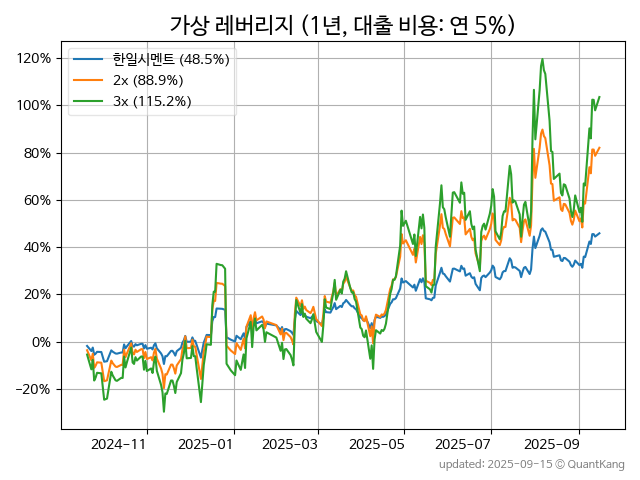 가상 레버리지 (1년, 대출 비용: 연 5%)
한일시멘트 (48.5%)
2x (88.9%)
3x (115.2%)
120%
100%
80%
60%
40%
20%
0%
−20%
2024-11
2025-01
2025-03
2025-05
2025-07
2025-09
updated: 2025-09-15 © QuantKang